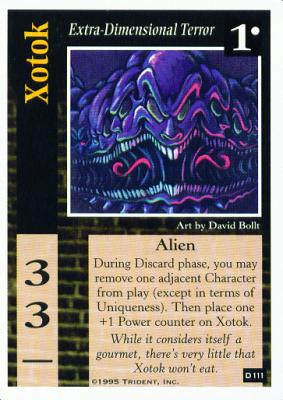 Xotok
Extra-Dimensional Terror
1•
Art by David Bollt
3
3
—
Alien
During Discard phase, you may
remove one adjacent Character
from play (except in terms of
Uniqueness). Then place one
+1 Power counter on Xotok.
While it considers itself a
gourmet, there's very little that
Xotok won't eat.
©1995 TRIDENT, INC.
D111